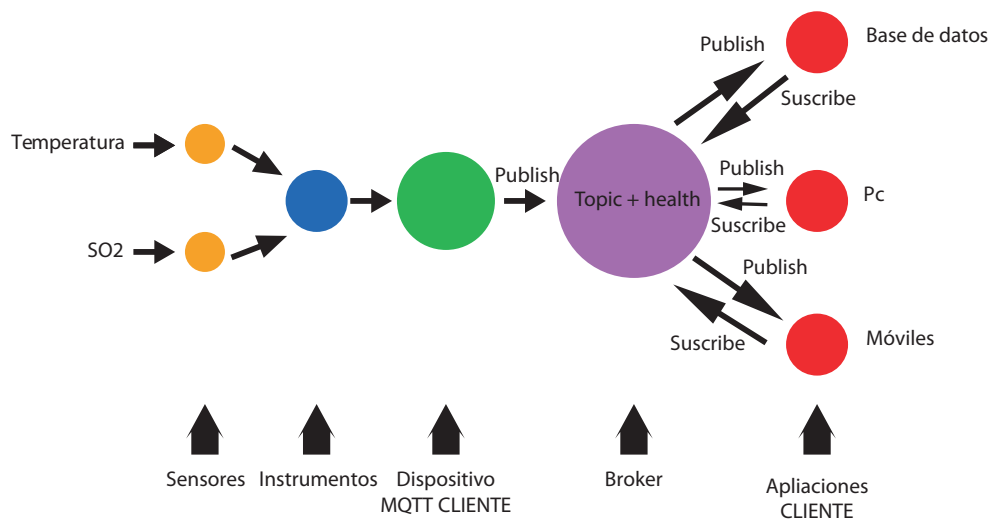 Publish
Base de datos
Suscribe
Temperatura
Publish
Publish
Topic + health
Pc
Suscribe
SO2
Publish
Suscribe
Móviles
Sensores
Instrumentos
Dispositivo
MQTT CLIENTE
Broker
Apliaciones
CLIENTE